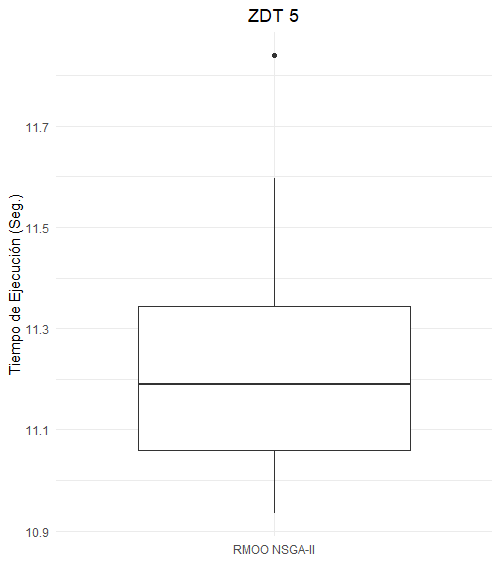 ZDT 5
Tiempo de Ejecución (Seg.)
11.7
11.5
11.3
11.1
10.9
RMOO NSGA-II